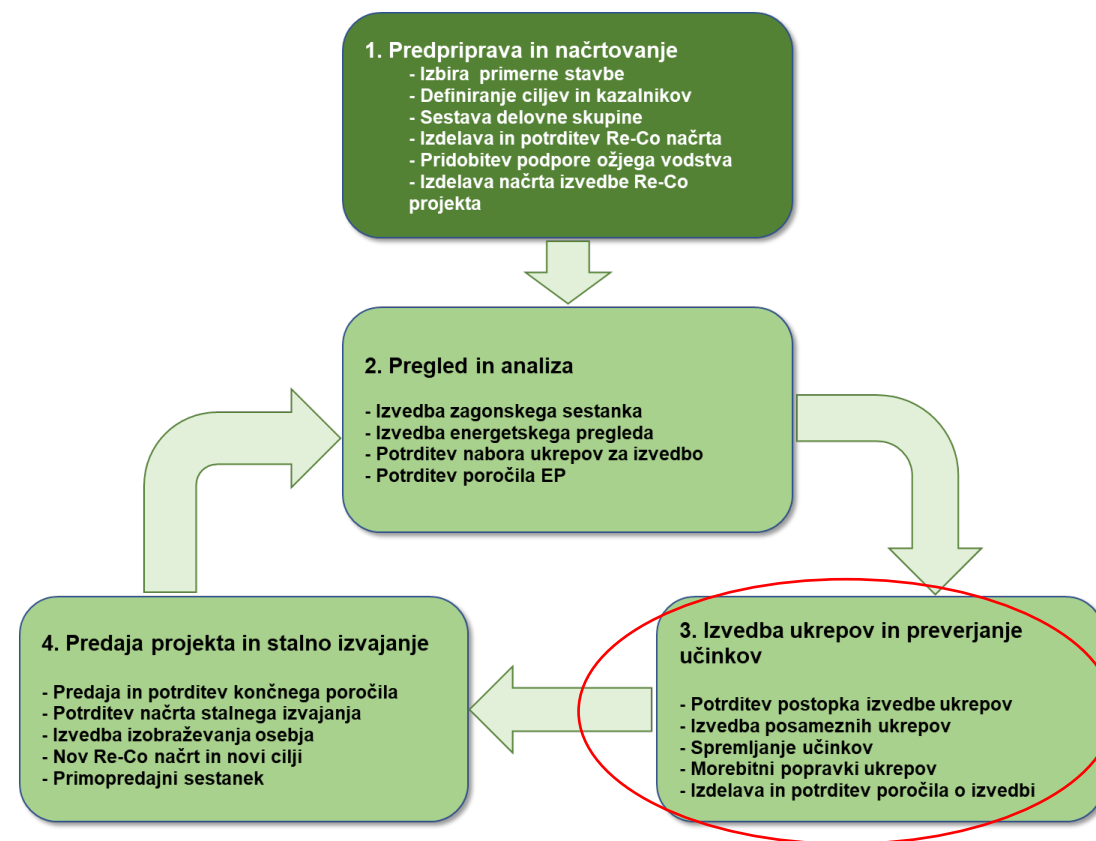 1. Predpriprava in načrtovanje
- Izbira primerne stavbe
- Definiranje ciljev in kazalnikov
- Sestava delovne skupine
- Izdelava in potrditev Re-Co načrta
- Pridobitev podpore ožjega vodstva
- Izdelava načrta izvedbe Re-Co
projekta
2. Pregled in analiza
- Izvedba zagonskega sestanka
- Izvedba energetskega pregleda
- Potrditev nabora ukrepov za izvedbo
- Potrditev poročila EP
3. Izvedba ukrepov in preverjanje
učinkov
- Potrditev postopka izvedbe ukrepov
- Izvedba posameznih ukrepov
- Spremljanje učinkov
- Morebitni popravki ukrepov
- Izdelava in potrditev poročila o izvedbi
4. Predaja projekta in stalno izvajanje
- Predaja in potrditev končnega poročila
- Potrditev načrta stalnega izvajanja
- Izvedba izobraževanja osebja
- Nov Re-Co načrt in novi cilji
- Primopredajni sestanek